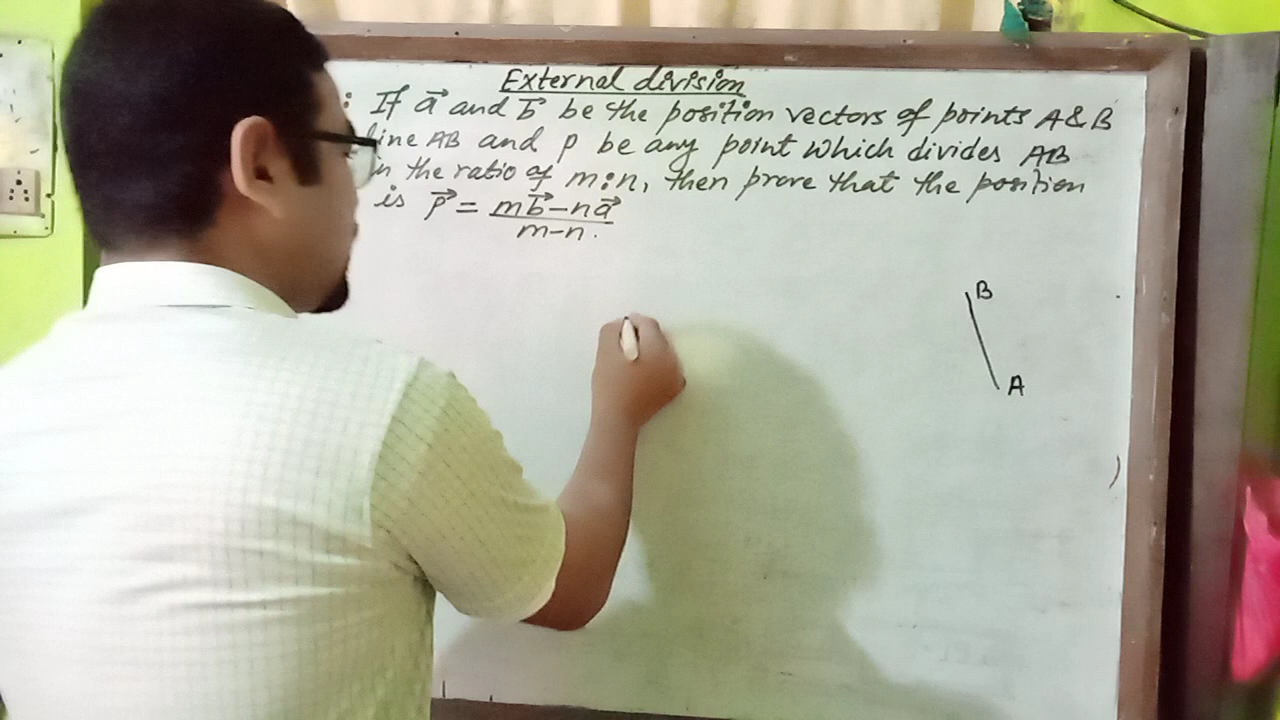 External division
: If a⃗ and b⃗ be the position vectors of points A & B
line AB and P be any point which divides AB
in the ratio of m:n, then prove that the position
is p⃗ = (mb⃗ - na⃗)/(m-n).
B
A